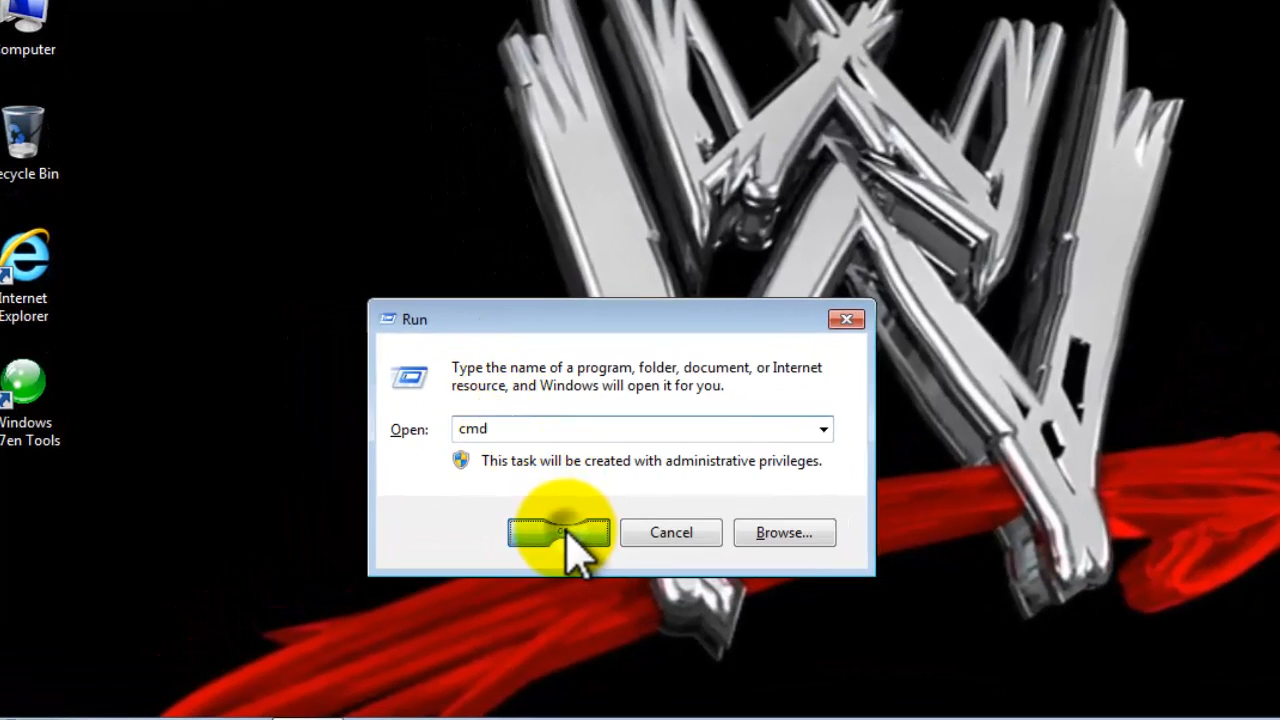 omputer
ecycle Bin
Internet
Explorer
Windows
7en Tools
Run
Type the name of a program, folder, document, or Internet
resource, and Windows will open it for you.
Open: cmd
This task will be created with administrative privileges.
Cancel Browse...